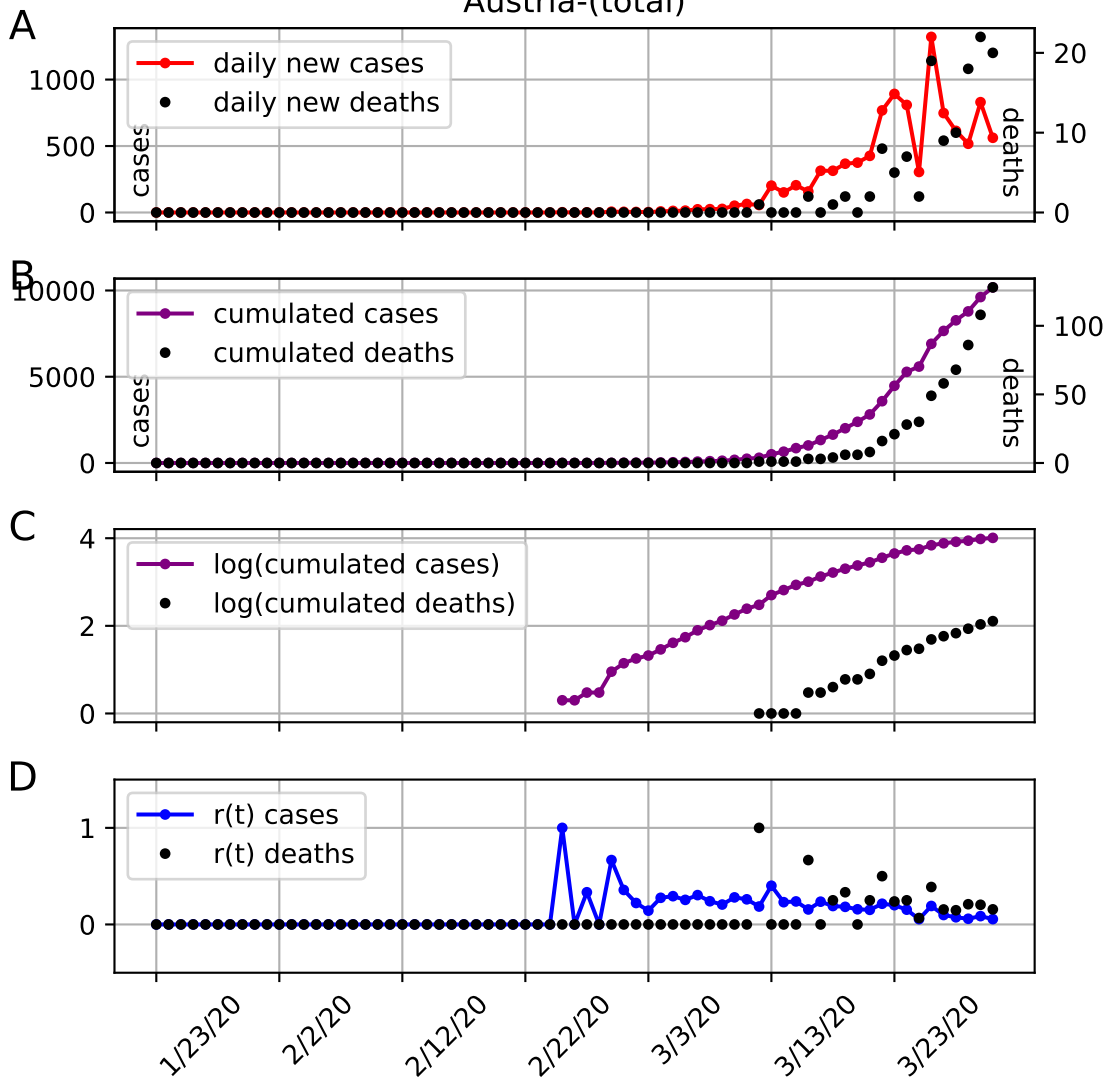 Austria-(total)
A
daily new cases
daily new deaths
1000
500
0
cases
20
10
0
deaths
B
cumulated cases
cumulated deaths
10000
5000
0
cases
100
50
0
deaths
C
log(cumulated cases)
log(cumulated deaths)
4
2
0
D
r(t) cases
r(t) deaths
1
0
1/23/20
2/2/20
2/12/20
2/22/20
3/3/20
3/13/20
3/23/20